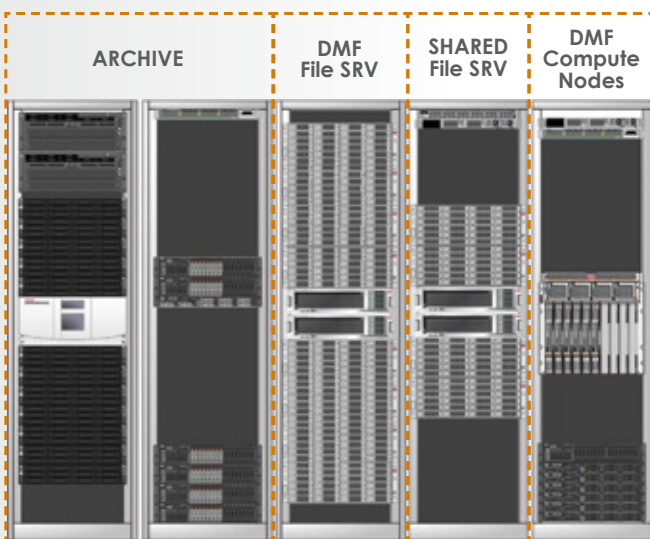 ARCHIVE
DMF
File SRV
SHARED
File SRV
DMF
Compute
Nodes